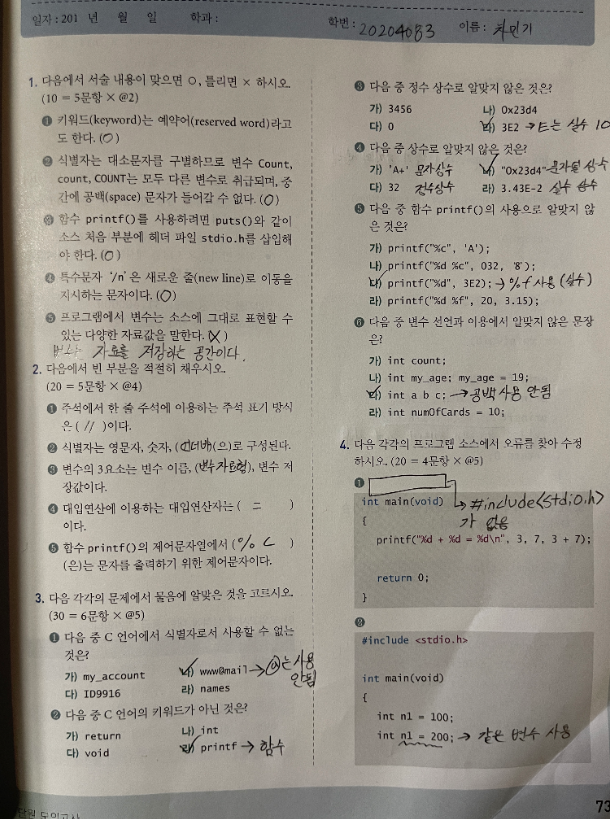 일자 : 201 년 월 일 학과 : 학번 : 20204083 이름 : 차민기
1. 다음에서 서술 내용이 맞으면 O, 틀리면 × 하시오.
(10 = 5문항 × @2)
❶ 키워드(keyword)는 예약어(reserved word)라고
도 한다. (O)
❷ 식별자는 대소문자를 구별하므로 변수 Count,
count, COUNT는 모두 다른 변수로 취급되며, 중
간에 공백(space) 문자가 들어갈 수 없다. (O)
❸ 함수 printf()를 사용하려면 puts()와 같이
소스 처음 부분에 헤더 파일 stdio.h를 삽입해
야 한다. (O)
❹ 특수문자 '/n'은 새로운 줄(new line)로 이동을
지시하는 문자이다. (O)
❺ 프로그램에서 변수는 소스에 그대로 표현할 수
있는 다양한 자료값을 말한다. (X)
변수는 자료를 저장하는 공간이다.
2. 다음에서 빈 부분을 적절히 채우시오.
(20 = 5문항 × @4)
❶ 주석에서 한 줄 주석에 이용하는 주석 표기 방식
은 ( // )이다.
❷ 식별자는 영문자, 숫자, (언더바)(으)로 구성된다.
❸ 변수의 3요소는 변수 이름, (변수자료형), 변수 저
장값이다.
❹ 대입연산에 이용하는 대입연산자는 ( = )
이다.
❺ 함수 printf()의 제어문자열에서 ( %c )
(은)는 문자를 출력하기 위한 제어문자이다.
3. 다음 각각의 문제에서 물음에 알맞은 것을 고르시오.
(30 = 6문항 × @5)
❶ 다음 중 C 언어에서 식별자로서 사용할 수 없는
것은?
가) my_account 나) www@mail → @는 사용
안됨
다) ID9916 라) names
❷ 다음 중 C 언어의 키워드가 아닌 것은?
가) return 나) int
다) void 라) printf → 함수
❸ 다음 중 정수 상수로 알맞지 않은 것은?
가) 3456 나) 0x23d4
다) 0 라) 3E2 → E는 실수 10
❹ 다음 중 상수로 알맞지 않은 것은?
가) 'A+' 문자상수 나) "0x23d4" 문자열 상수
다) 32 정수상수 라) 3.43E-2 실수 상수
❺ 다음 중 함수 printf()의 사용으로 알맞지 않
은 것은?
가) printf("%c", 'A');
나) printf("%d %c", 032, '8');
다) printf("%d", 3E2); → %f 사용 (실수)
라) printf("%d %f", 20, 3.15);
❻ 다음 중 변수 선언과 이용에서 알맞지 않은 문장
은?
가) int count;
나) int my_age; my_age = 19;
다) int a b c; → 공백 사용 안됨
라) int numOfCards = 10;
4. 다음 각각의 프로그램 소스에서 오류를 찾아 수정
하시오. (20 = 4문항 × @5)
❶
int main(void) → #include<stdio.h>
{ 가 없음
printf("%d + %d = %d\n", 3, 7, 3 + 7);
return 0;
}
❷
#include <stdio.h>
int main(void)
{
int n1 = 100;
int n1 = 200; → 같은 변수 사용
단원 모의고사 73